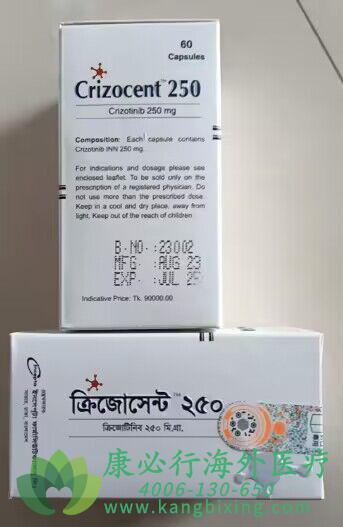 60
Capsules
Crizocent™ 250
Crizotinib 250 mg
Composition: Each capsule contains
Crizotinib INN 250 mg.
For indications and dosage please see
enclosed leaflet. To be sold only on the
prescription of a registered physician. Do
not use more than the prescribed dose.
Keep in a cool and dry place, away from
light. Keep out of the reach of children.
B.NO.:23002
MFG.:AUG 23
EXP.:JUL 25
Indicative Price: Tk. 90000.00
ক্রিজোসেন্ট™ ২৫০
ক্রিজোটিনিব ২৫০ মি.গ্রা.
康必行海外医疗
4006-130-650
www.kangbixing.com